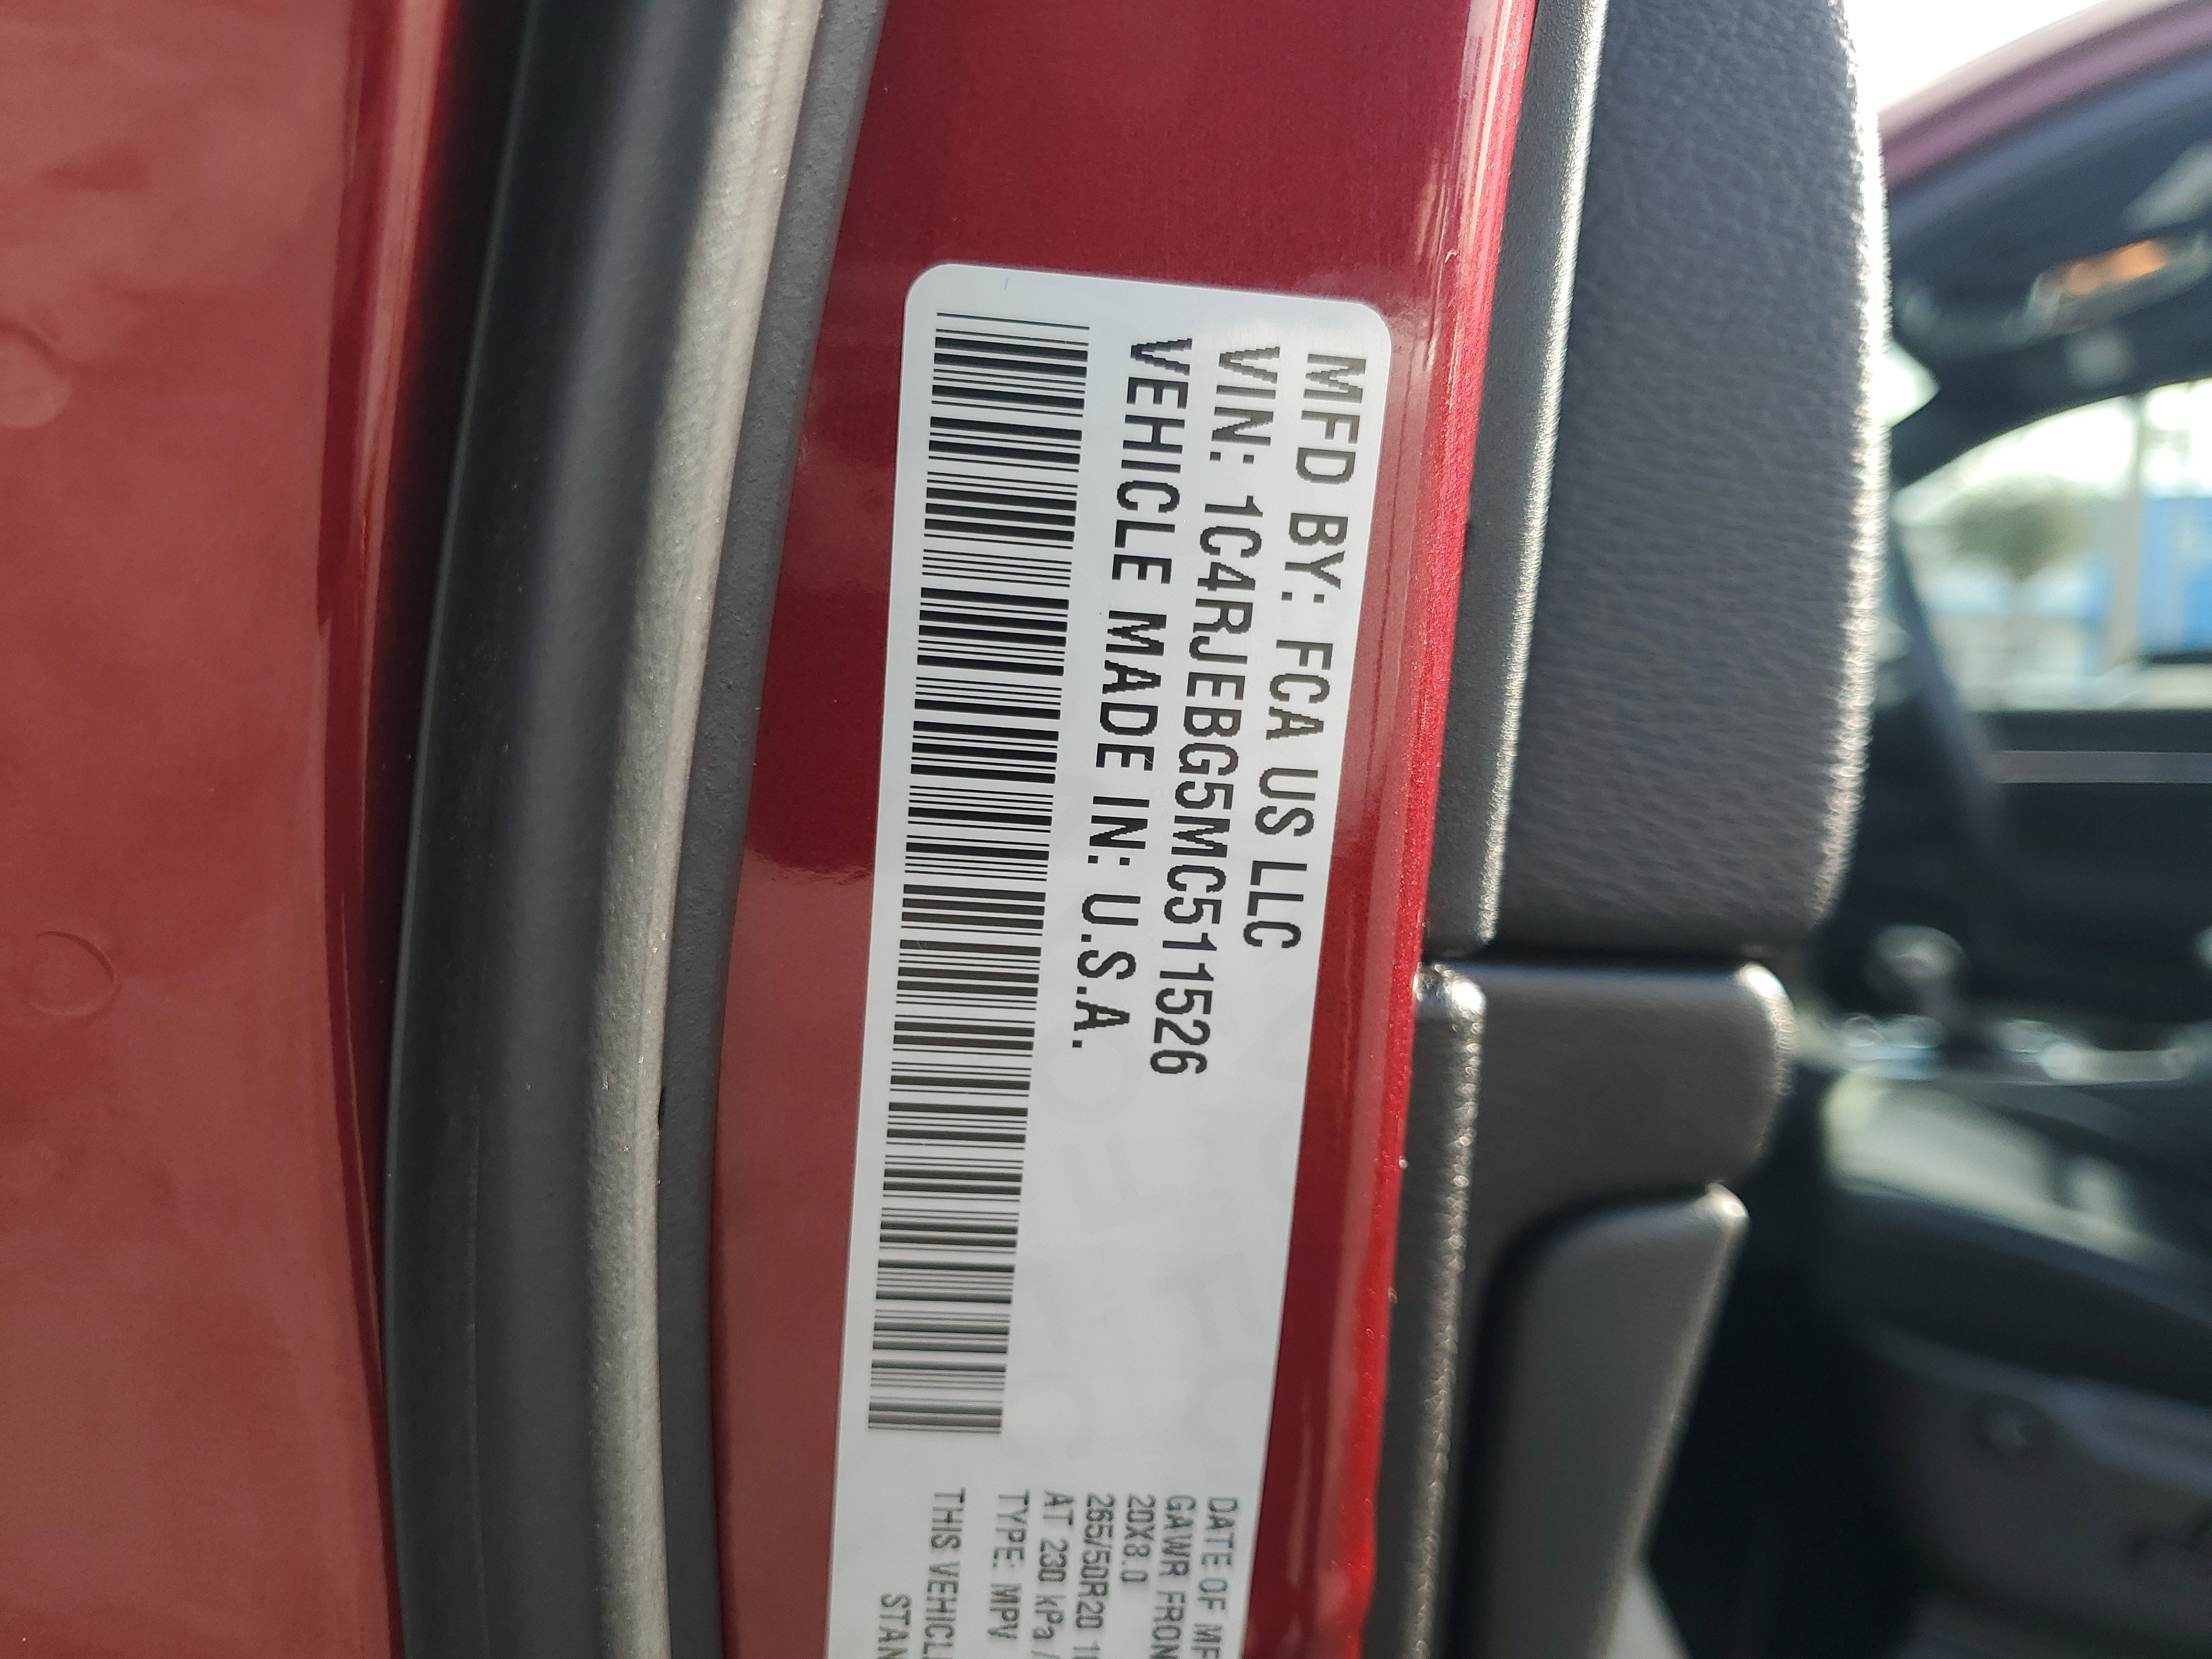 MFD BY: FCA US LLC
VIN: 1C4RJEBG5MC511526
VEHICLE MADE IN: U.S.A.
DATE OF MF
GAWR FRON
20X8.0
265/50R20
AT 230 kPa /
TYPE: MPV
THIS VEHICL
STAN